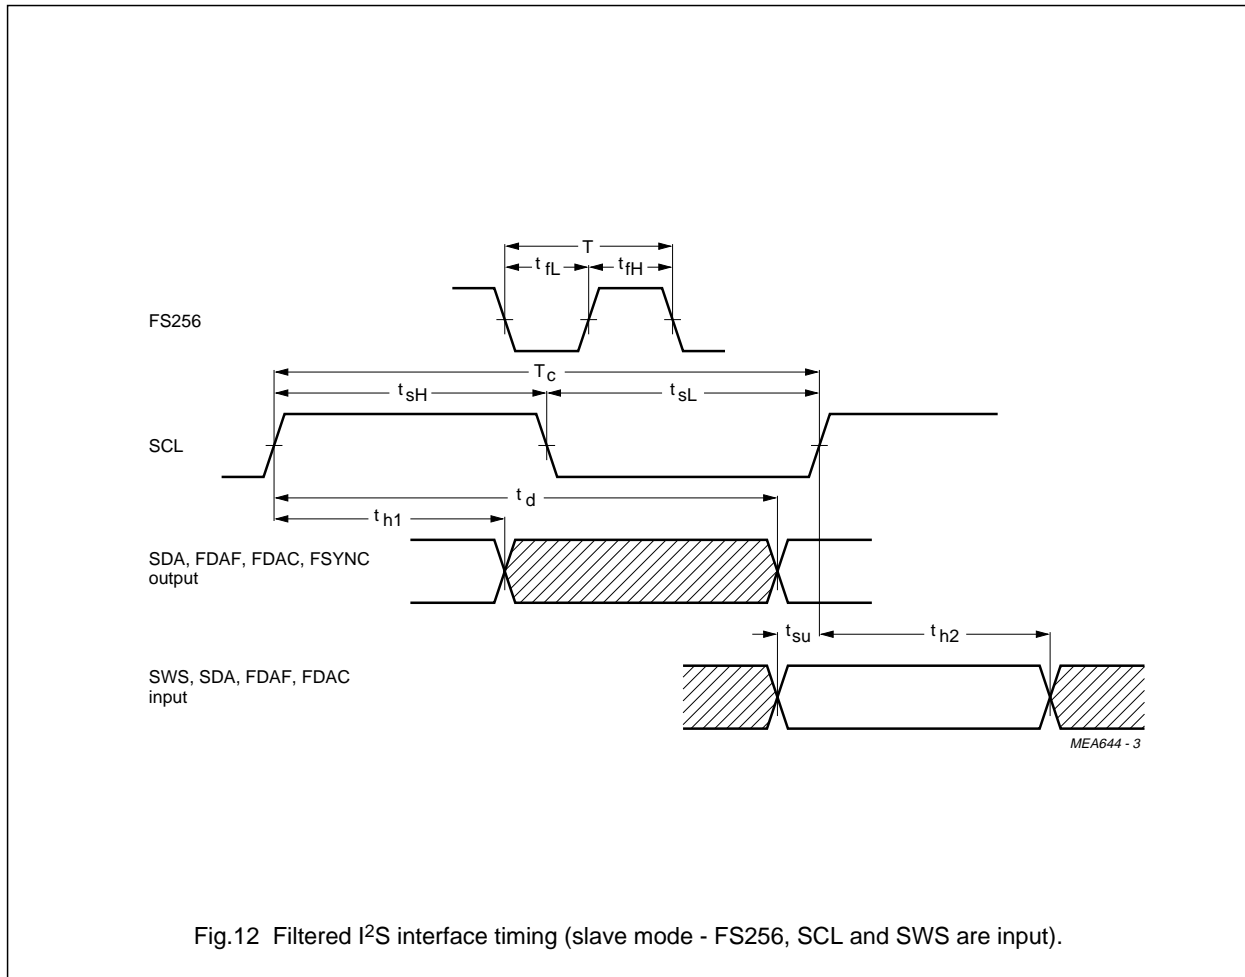 T
t fL t fH
FS256
T c
t sH t sL
SCL
t d
t h1
SDA, FDAF, FDAC, FSYNC
output
t su t h2
SWS, SDA, FDAF, FDAC
input
MEA644 - 3
Fig.12 Filtered I²S interface timing (slave mode - FS256, SCL and SWS are input).